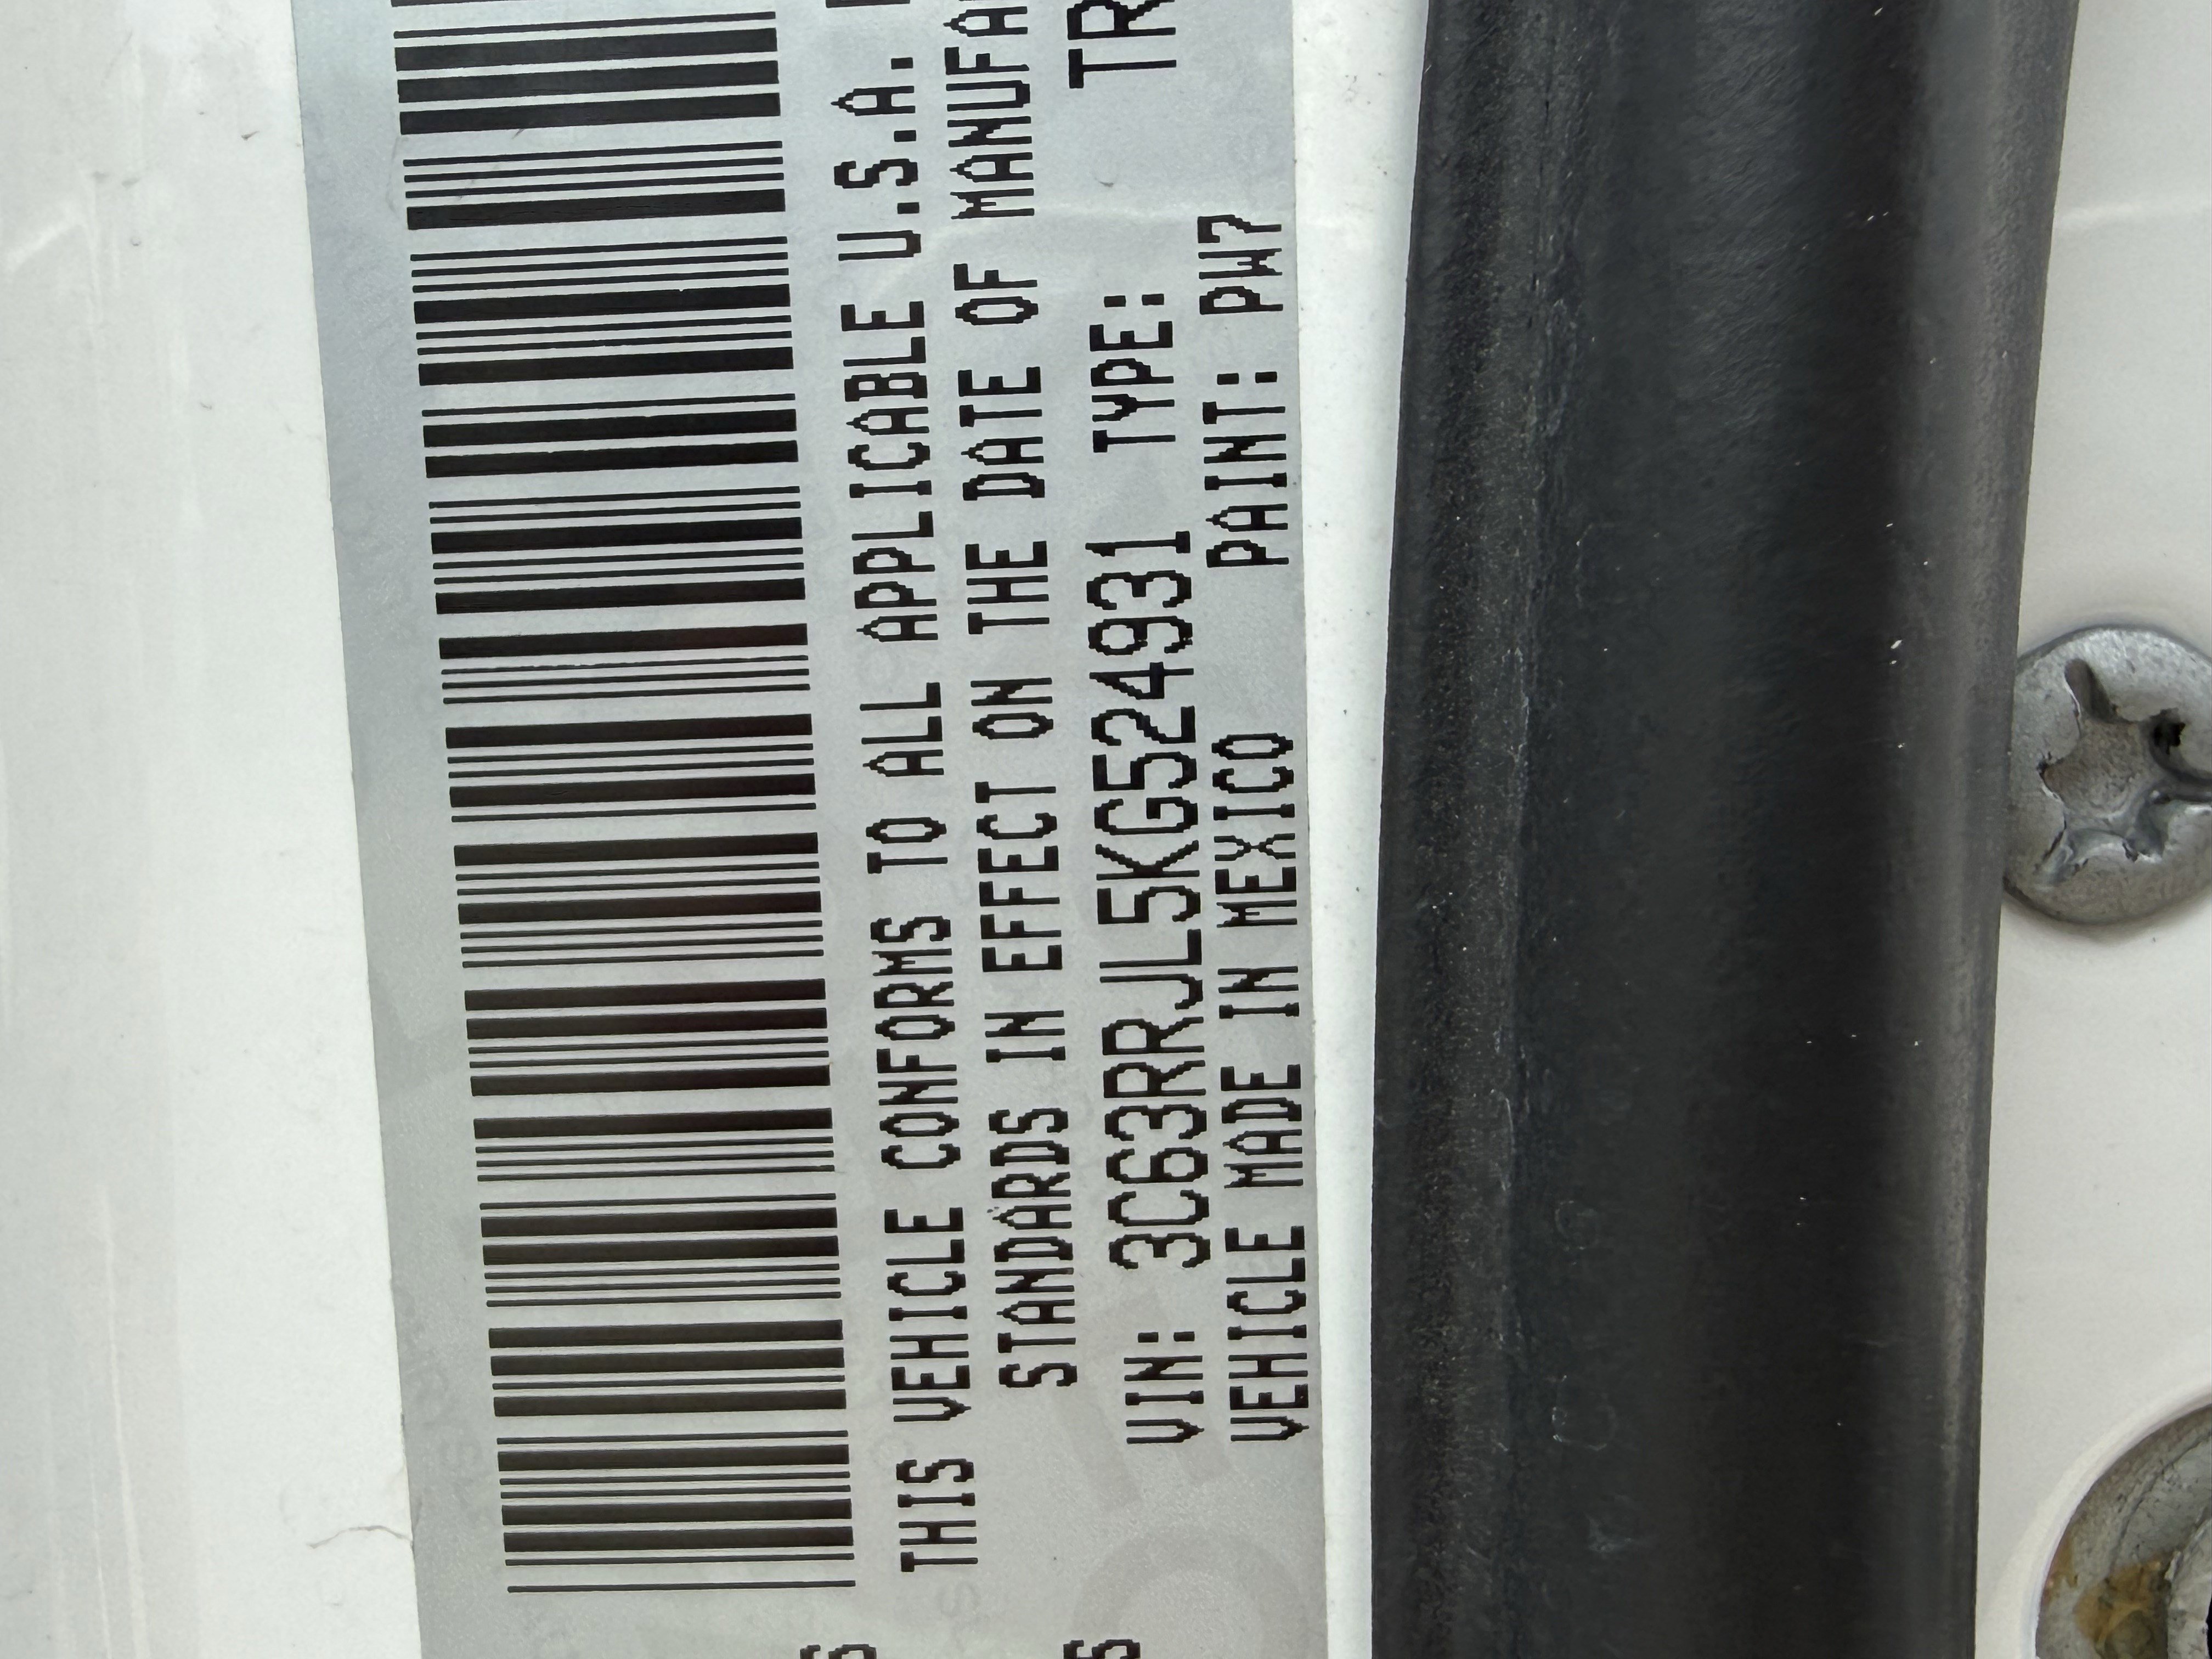 THIS VEHICLE CONFORMS TO ALL APPLICABLE U.S.A.
STANDARDS IN EFFECT ON THE DATE OF
VIN: 3C63RRJL5KG524931 TYPE: TR
VEHICLE MADE IN MEXICO PAINT: PW7